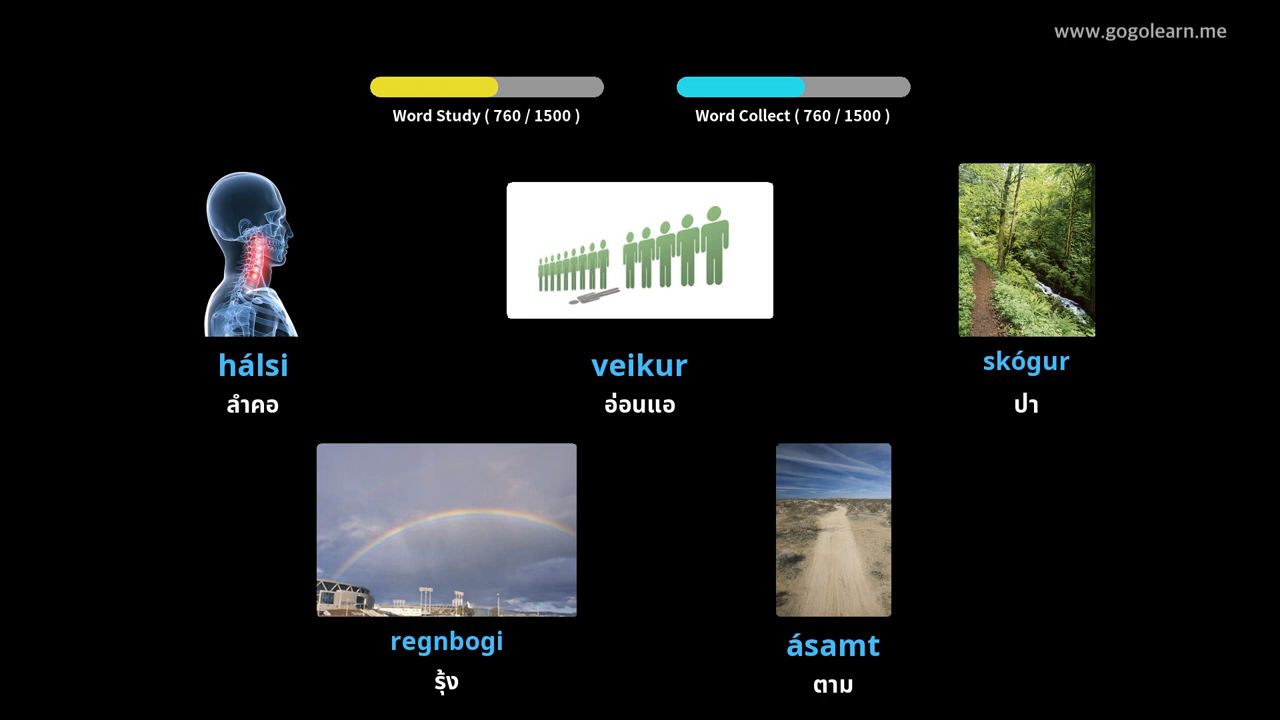 www.gogolearn.me
Word Study ( 760 / 1500 )
Word Collect ( 760 / 1500 )
hálsi
ลำคอ
veikur
อ่อนแอ
skógur
ป่า
regnbogi
รุ้ง
ásamt
ตาม